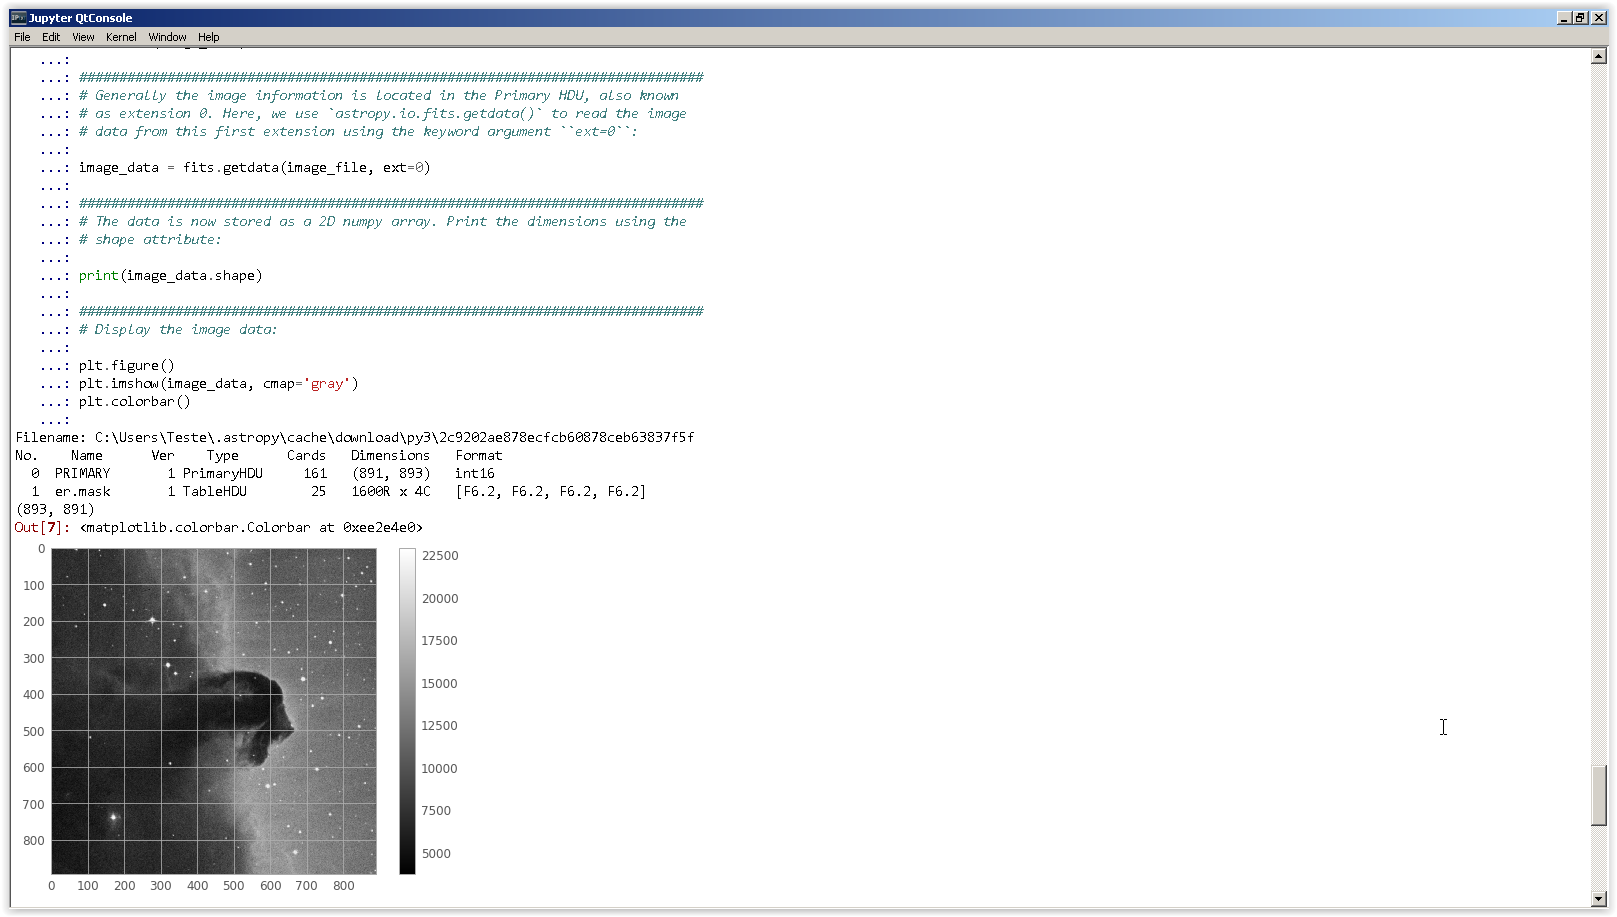 Jupyter QtConsole
File Edit View Kernel Window Help
...:
...: ##############################################################################
...: # Generally the image information is located in the Primary HDU, also known
...: # as extension 0. Here, we use `astropy.io.fits.getdata()` to read the image
...: # data from this first extension using the keyword argument ``ext=0``:
...:
...: image_data = fits.getdata(image_file, ext=0)
...:
...: ##############################################################################
...: # The data is now stored as a 2D numpy array. Print the dimensions using the
...: # shape attribute:
...:
...: print(image_data.shape)
...:
...: ##############################################################################
...: # Display the image data:
...:
...: plt.figure()
...: plt.imshow(image_data, cmap='gray')
...: plt.colorbar()
...:
Filename: C:\Users\Teste\.astropy\cache\download\py3\2c9202ae878ecfcb60878ceb63837f5f
No. Name Ver Type Cards Dimensions Format
0 PRIMARY 1 PrimaryHDU 161 (891, 893) int16
1 er.mask 1 TableHDU 25 1600R x 4C [F6.2, F6.2, F6.2, F6.2]
(893, 891)
Out[7]: <matplotlib.colorbar.Colorbar at 0xee2e4e0>
0
100
200
300
400
500
600
700
800
0 100 200 300 400 500 600 700 800
22500
20000
17500
15000
12500
10000
7500
5000